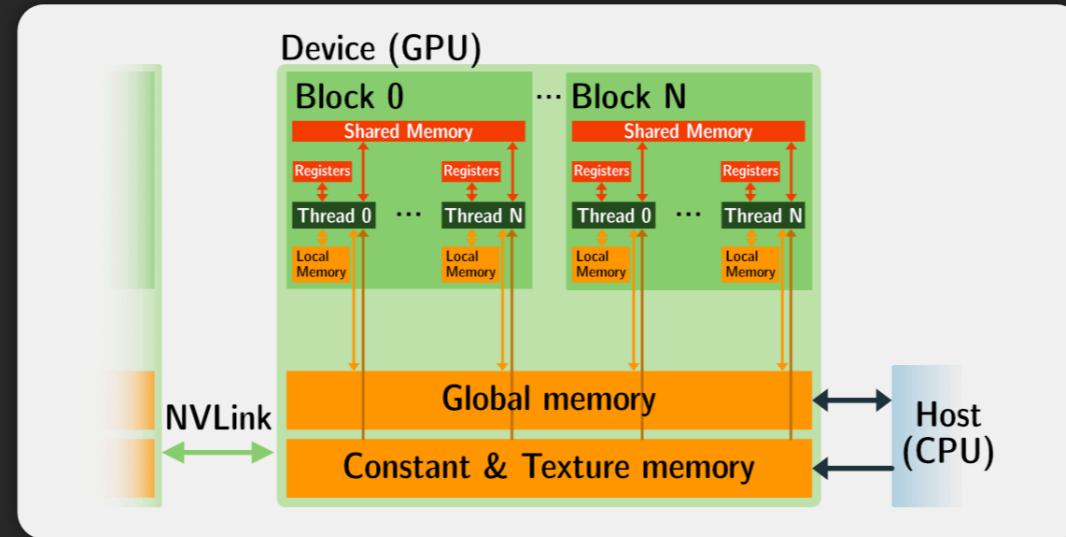 Device (GPU)
Block 0
Shared Memory
Registers
Registers
Thread 0 ... Thread N
Local
Memory
Local
Memory
... Block N
Shared Memory
Registers
Registers
Thread 0 ... Thread N
Local
Memory
Local
Memory
Global memory
Constant & Texture memory
NVLink
Host
(CPU)